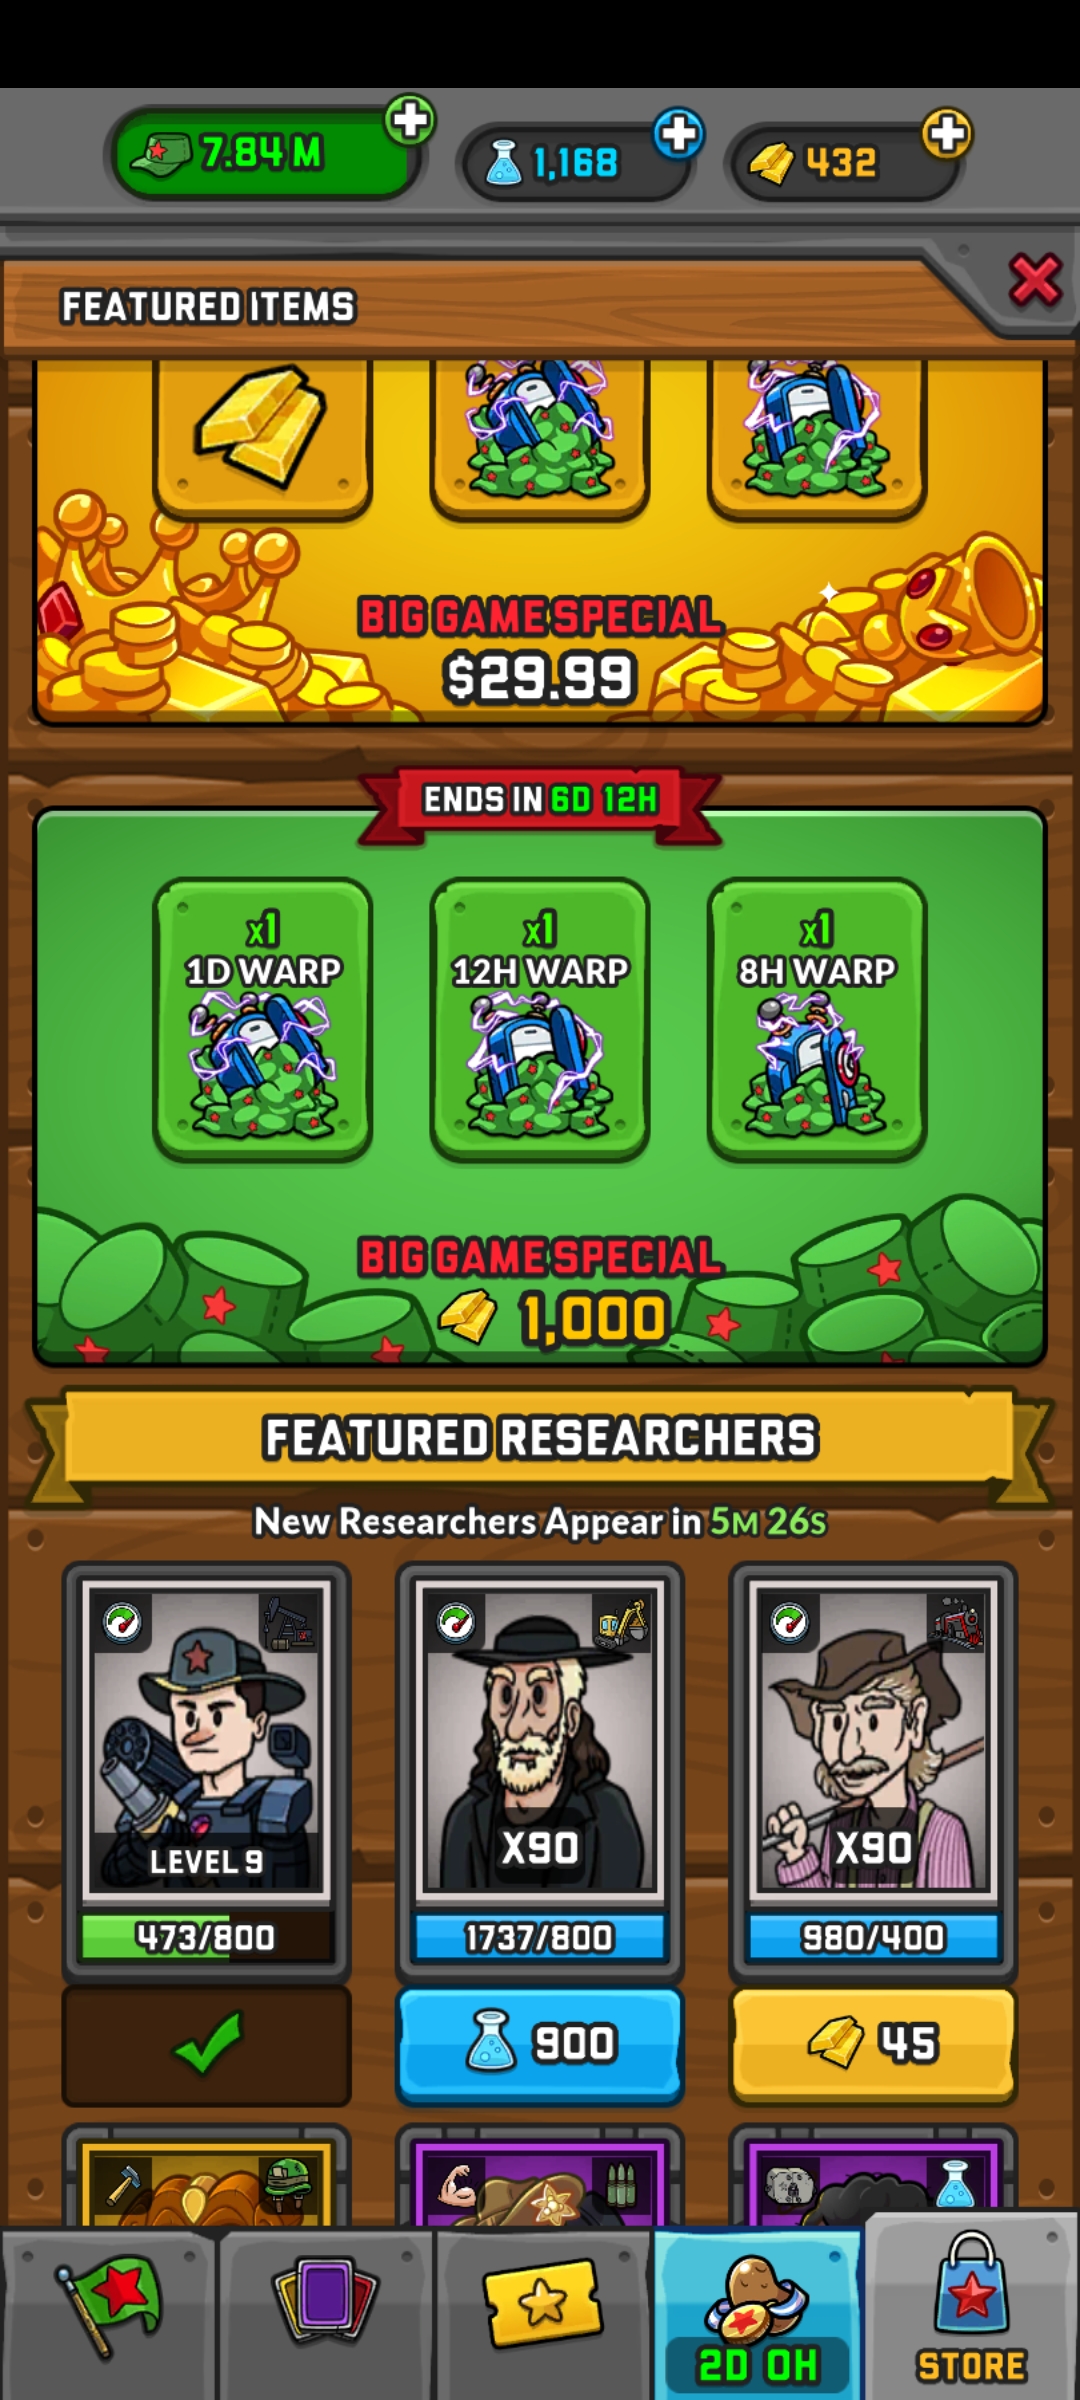 7.84 M
1,168
432
FEATURED ITEMS
BIG GAME SPECIAL
$29.99
ENDS IN 6D 12H
x1
1D WARP
x1
12H WARP
x1
8H WARP
BIG GAME SPECIAL
1,000
FEATURED RESEARCHERS
New Researchers Appear in 5M 26S
LEVEL 9
X90
X90
473/800
1737/800
980/400
900
45
2D 0H
STORE